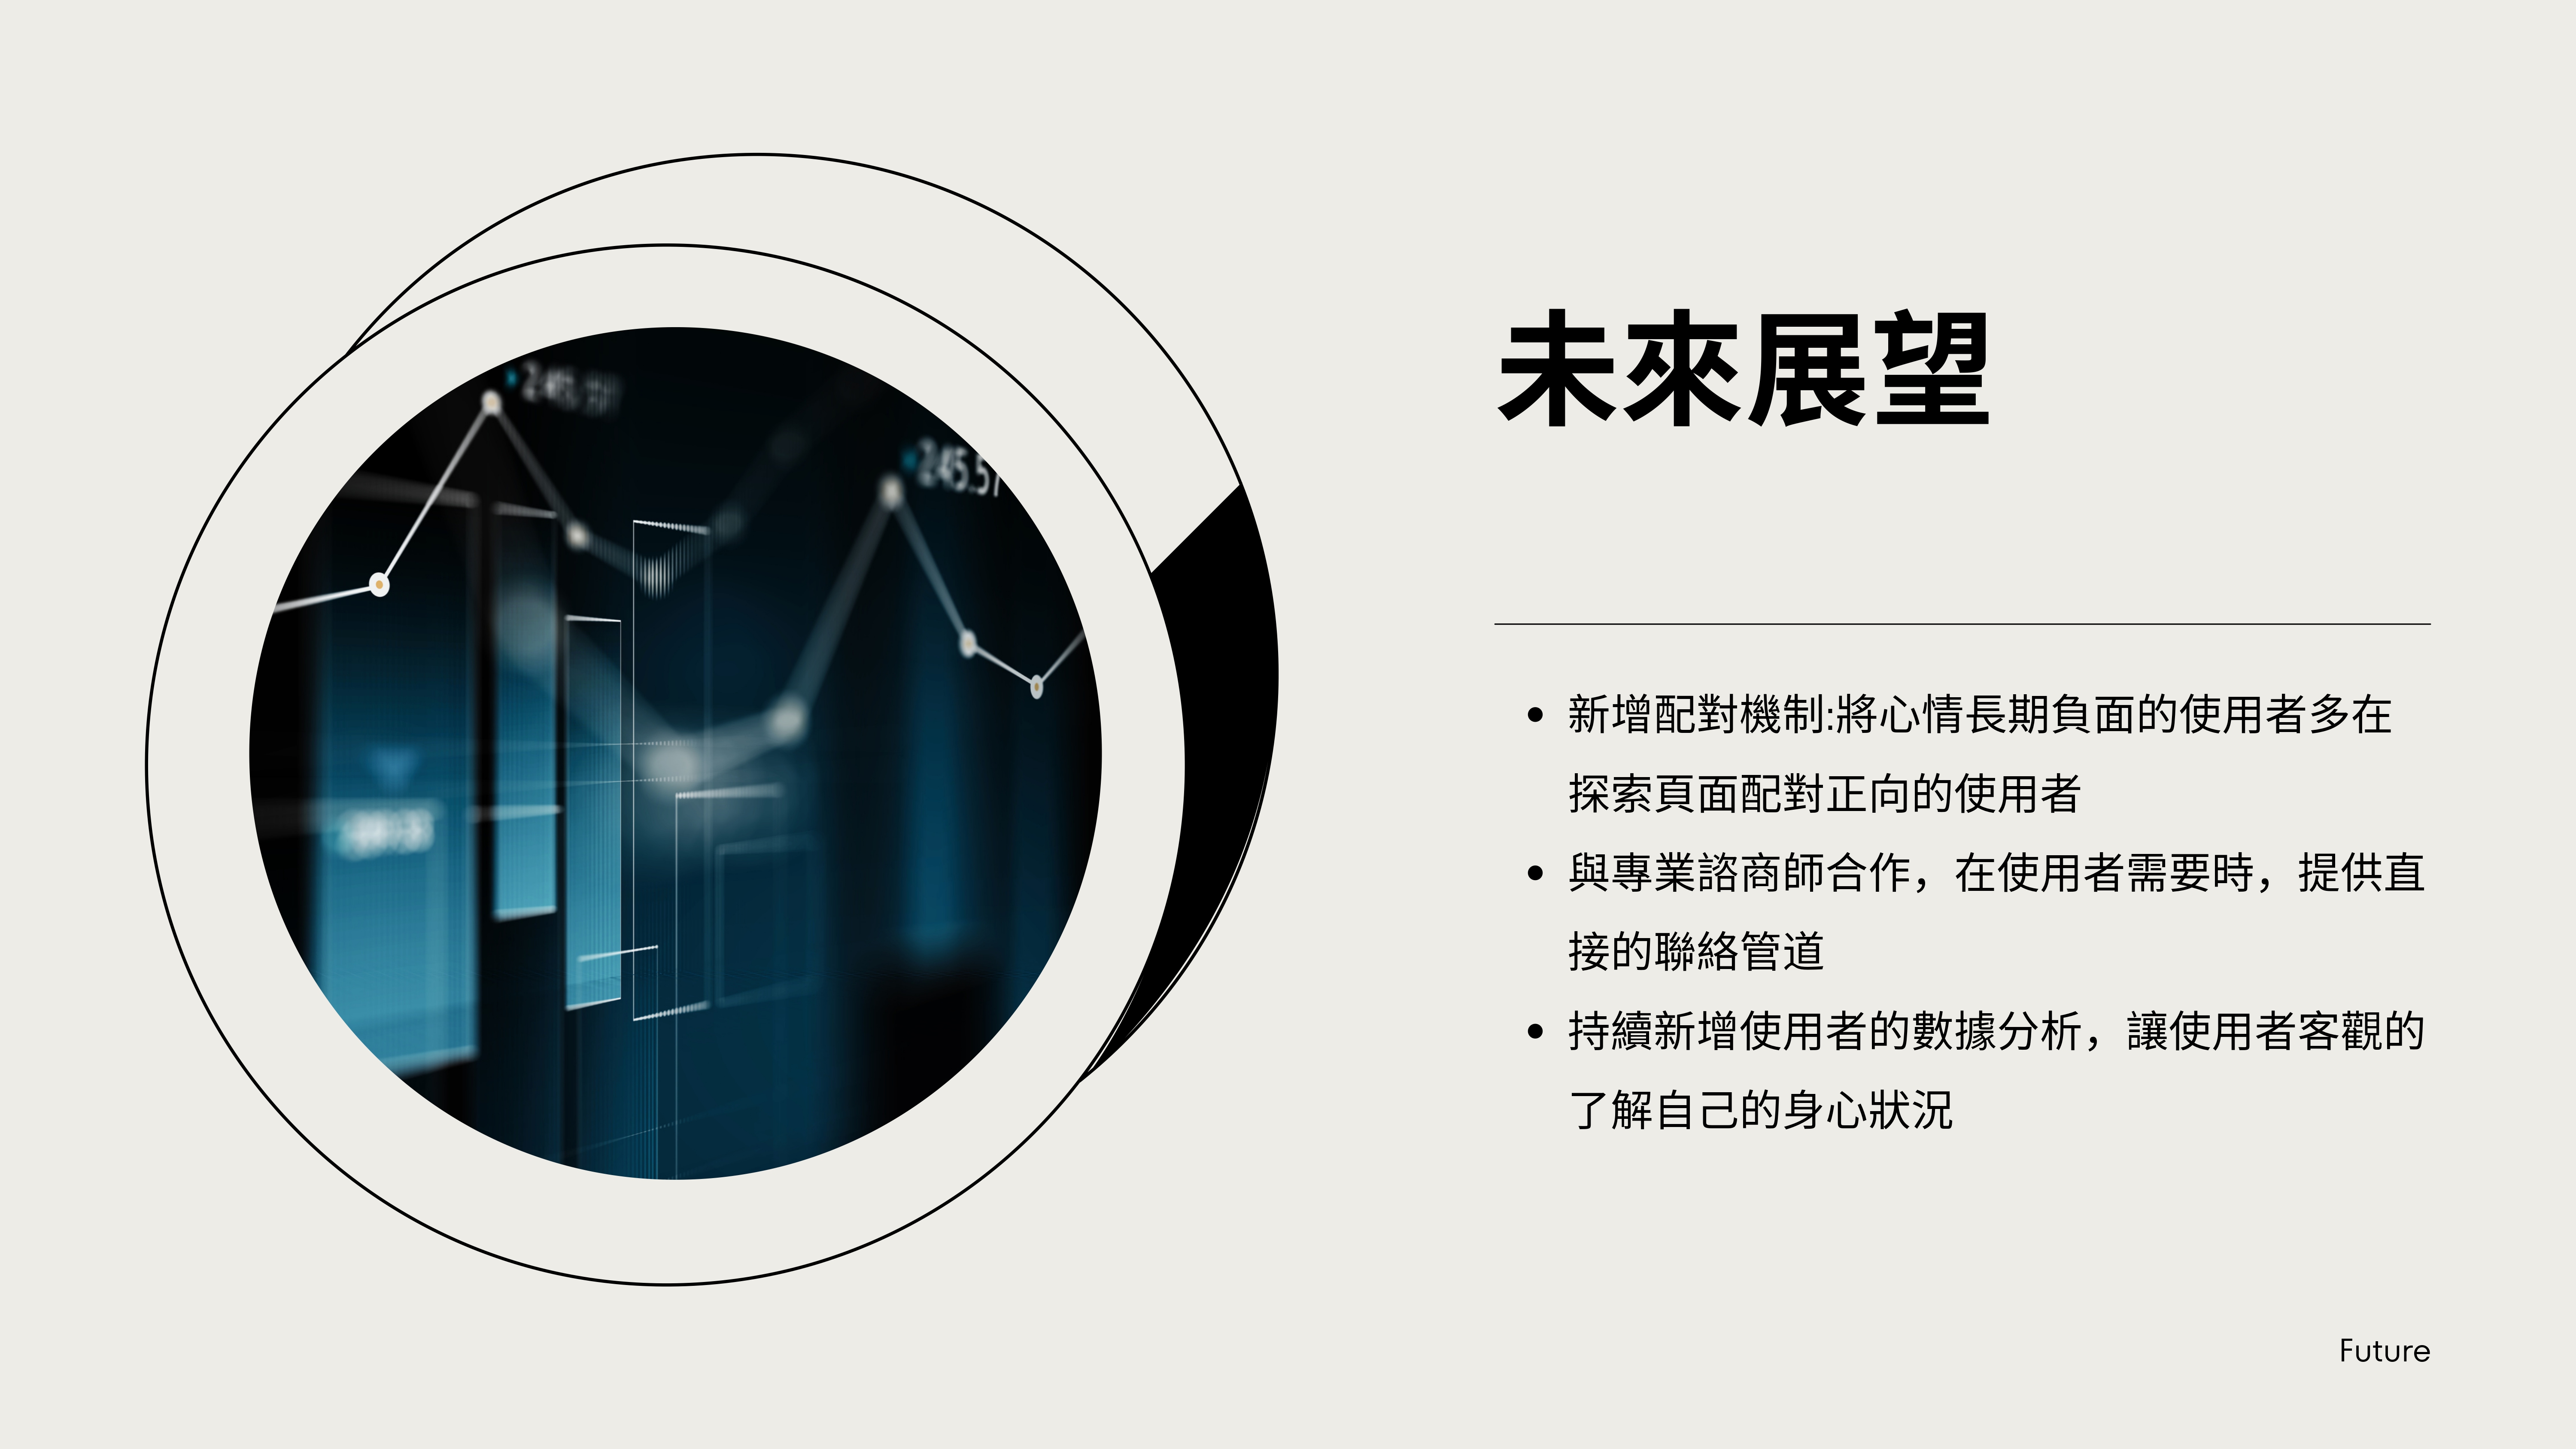 未來展望
新增配對機制:將心情長期負面的使用者多在
探索頁面配對正向的使用者
與專業諮商師合作，在使用者需要時，提供直
接的聯絡管道
持續新增使用者的數據分析，讓使用者客觀的
了解自己的身心狀況
Future